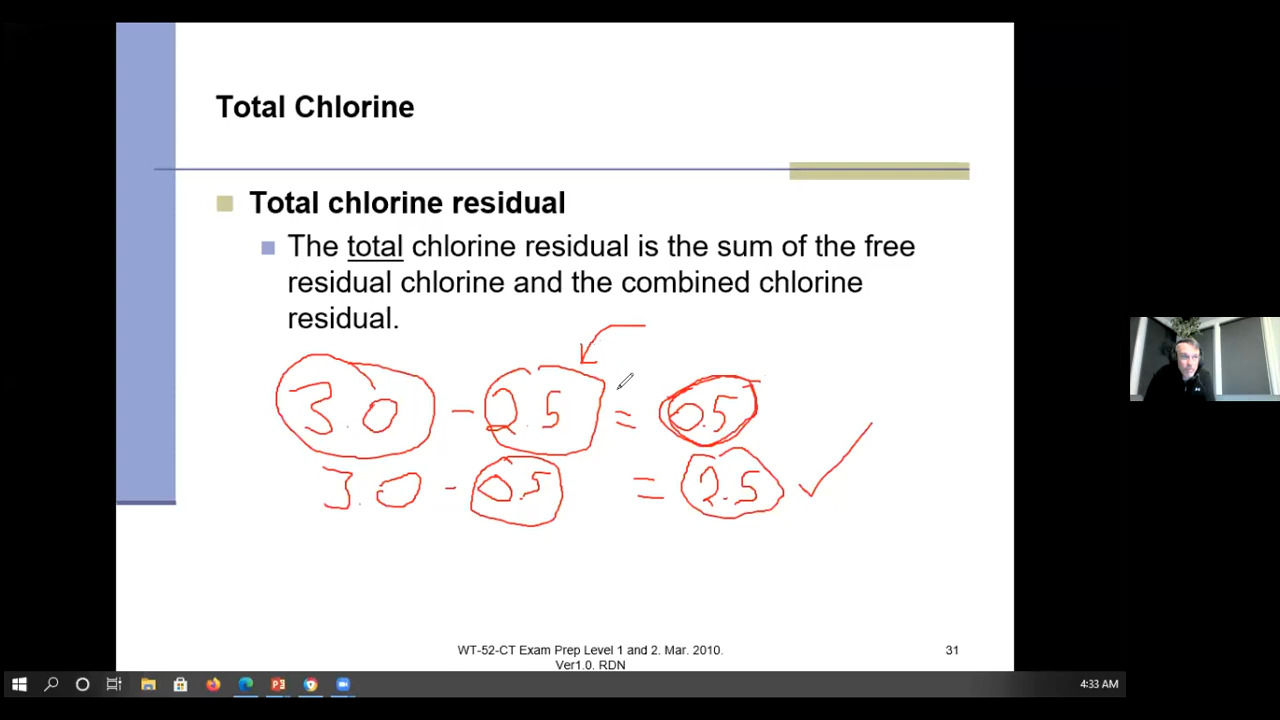 Total Chlorine
Total chlorine residual
The total chlorine residual is the sum of the free
residual chlorine and the combined chlorine
residual.
3.0 - 2.5 = 0.5
3.0 - 0.5 = 2.5 ✓
WT-52-CT Exam Prep Level 1 and 2. Mar. 2010.
Ver1.0. RDN
31
4:33 AM